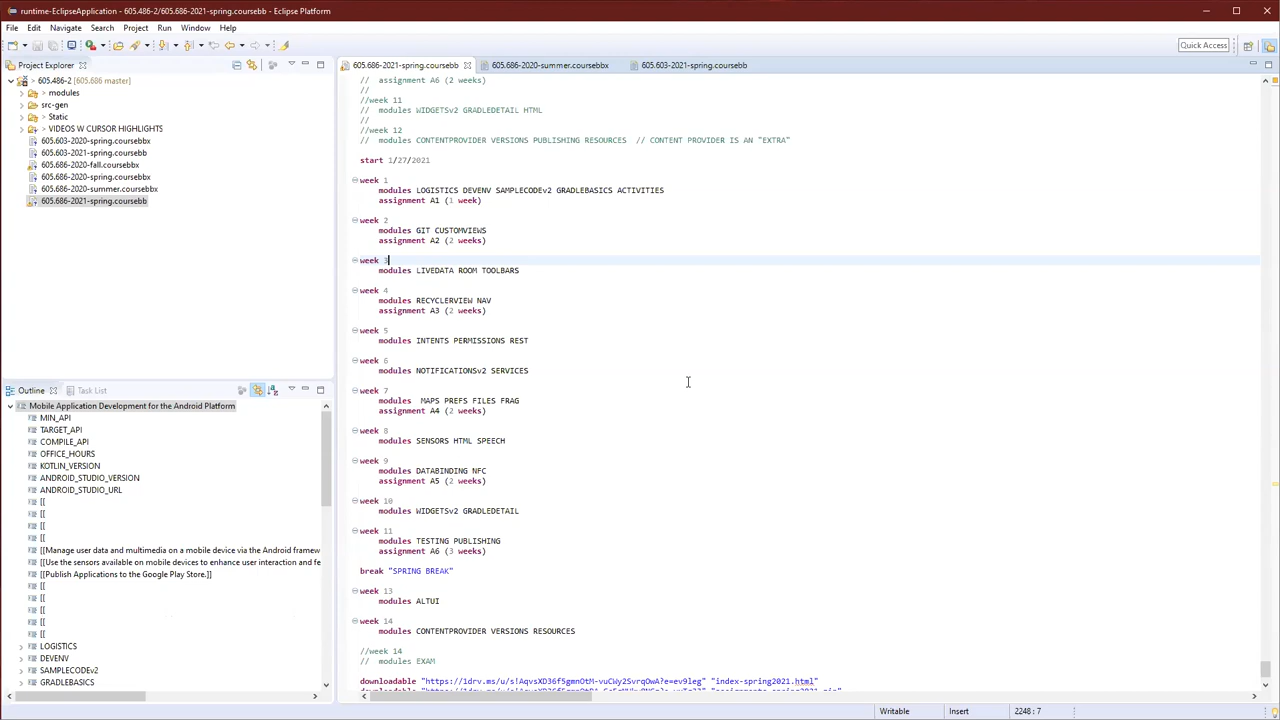 runtime-EclipseApplication - 605.486-2/605.686-2021-spring.coursebb - Eclipse Platform
File Edit Navigate Search Project Run Window Help
Quick Access
Project Explorer
605.486-2 [605.686 master]
> modules
src-gen
Static
> VIDEOS W CURSOR HIGHLIGHTS
605.603-2020-spring.coursebbx
605.603-2021-spring.coursebb
605.686-2020-fall.coursebbx
605.686-2020-spring.coursebbx
605.686-2020-summer.coursebbx
605.686-2021-spring.coursebb
Outline Task List
Mobile Application Development for the Android Platform
MIN_API
TARGET_API
COMPILE_API
OFFICE_HOURS
KOTLIN_VERSION
ANDROID_STUDIO_VERSION
ANDROID_STUDIO_URL
[[
[[
[[
[[
[[Manage user data and multimedia on a mobile device via the Android framew
[[Use the sensors available on mobile devices to enhance user interaction and fe
[[Publish Applications to the Google Play Store.]]
[[
[[
[[
[[
[[
LOGISTICS
DEVENV
SAMPLECODEv2
GRADLEBASICS
605.686-2021-spring.coursebb 605.686-2020-summer.coursebbx 605.603-2021-spring.coursebb
// assignment A6 (2 weeks)
//
//week 11
// modules WIDGETSv2 GRADLEDETAIL HTML
//
//week 12
// modules CONTENTPROVIDER VERSIONS PUBLISHING RESOURCES // CONTENT PROVIDER IS AN "EXTRA"
start 1/27/2021
week 1
modules LOGISTICS DEVENV SAMPLECODEv2 GRADLEBASICS ACTIVITIES
assignment A1 (1 week)
week 2
modules GIT CUSTOMVIEWS
assignment A2 (2 weeks)
week 3
modules LIVEDATA ROOM TOOLBARS
week 4
modules RECYCLERVIEW NAV
assignment A3 (2 weeks)
week 5
modules INTENTS PERMISSIONS REST
week 6
modules NOTIFICATIONSv2 SERVICES
week 7
modules MAPS PREFS FILES FRAG
assignment A4 (2 weeks)
week 8
modules SENSORS HTML SPEECH
week 9
modules DATABINDING NFC
assignment A5 (2 weeks)
week 10
modules WIDGETSv2 GRADLEDETAIL
week 11
modules TESTING PUBLISHING
assignment A6 (3 weeks)
break "SPRING BREAK"
week 13
modules ALTUI
week 14
modules CONTENTPROVIDER VERSIONS RESOURCES
//week 14
// modules EXAM
downloadable "https://1drv.ms/u/s!AqvsXD36f5gmnOtM-vuCWy2SvrqOwA?e=ev9leg" "index-spring2021.html"
Writable Insert 2248 : 7